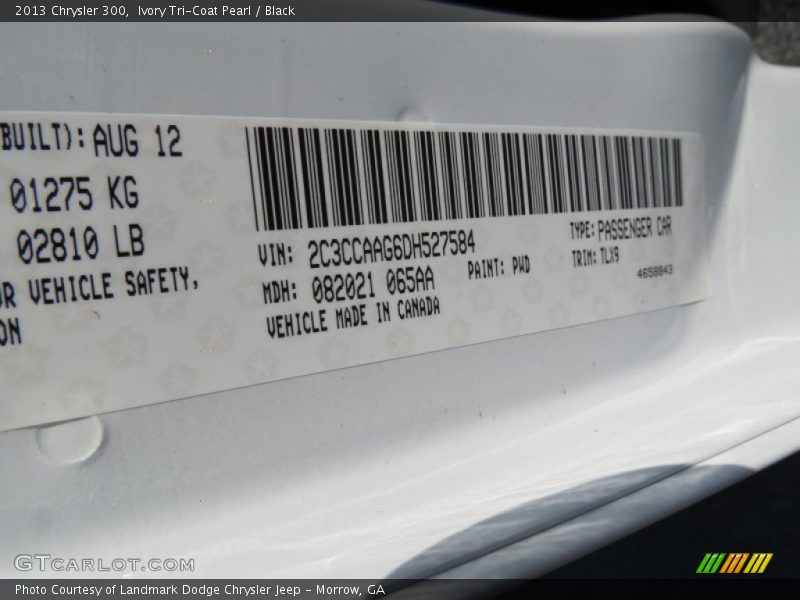 2013 Chrysler 300, Ivory Tri-Coat Pearl / Black
BUILT): AUG 12
01275 KG
02810 LB
OR VEHICLE SAFETY,
ON
VIN: 2C3CCAAG6DH527584
TYPE: PASSENGER CAR
MDH: 082021 065AA
PAINT: PWD
TRIM: TLX9
VEHICLE MADE IN CANADA
4658843
GTCARLOT.COM
Photo Courtesy of Landmark Dodge Chrysler Jeep - Morrow, GA